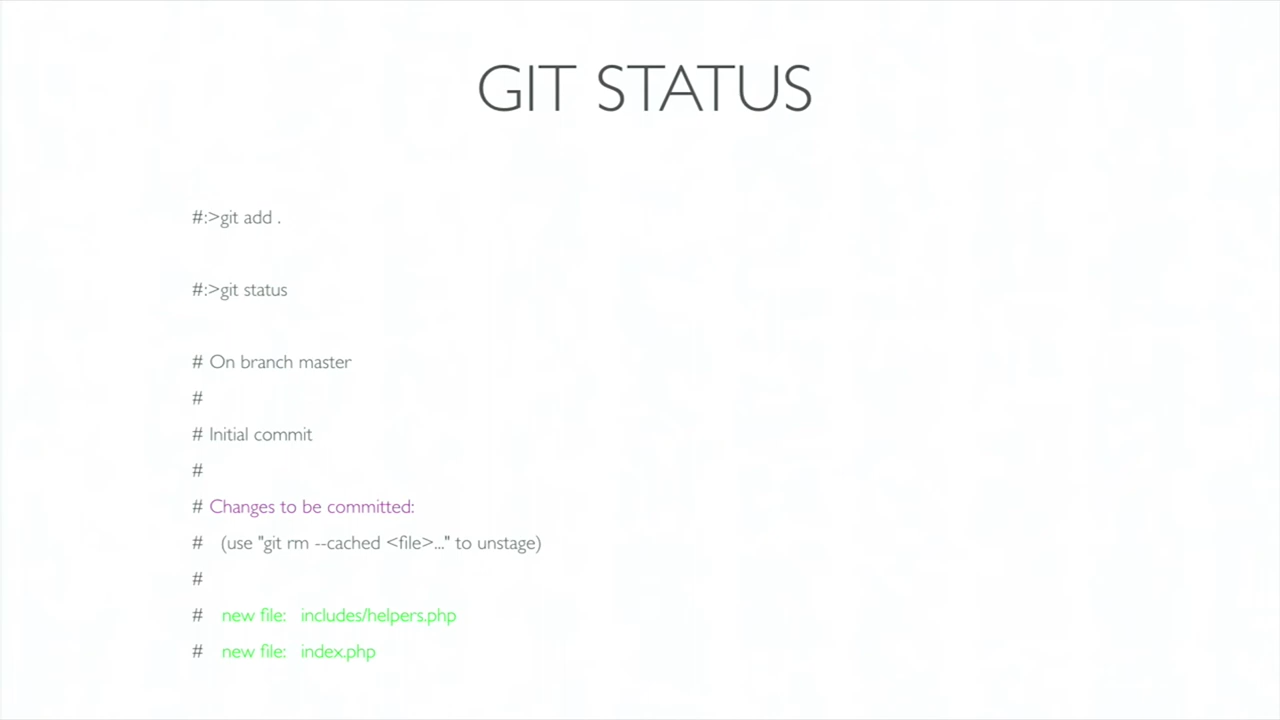 GIT STATUS
#:>git add .
#:>git status
# On branch master
#
# Initial commit
#
# Changes to be committed:
#   (use "git rm --cached <file>..." to unstage)
#
#   new file:   includes/helpers.php
#   new file:   index.php